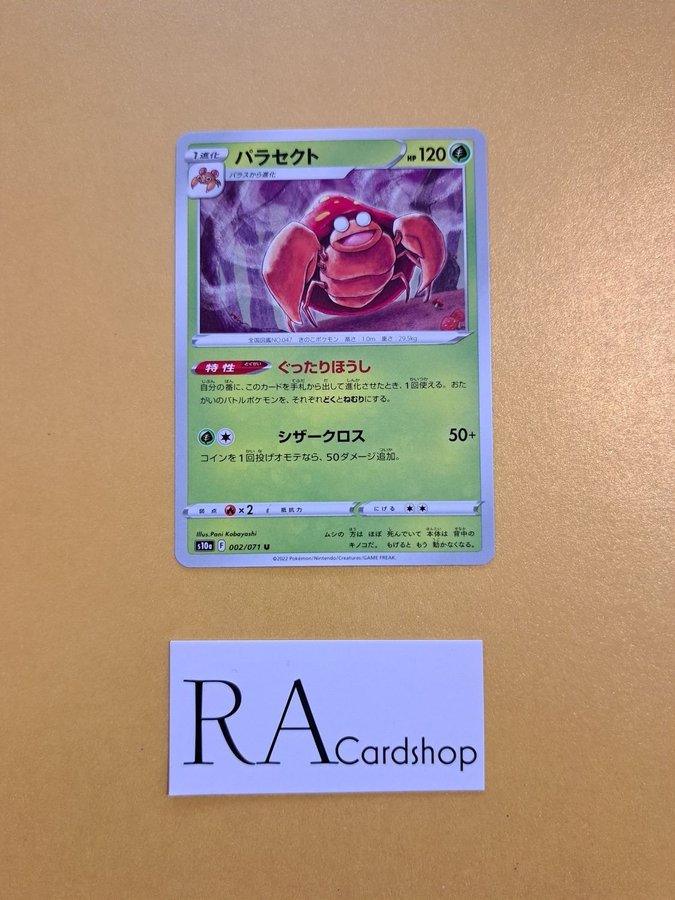 1進化 パラセクト HP 120
パラスから進化
全国図鑑NO.047 きのこポケモン 高さ:1.0m 重さ:29.5kg
特性 ぐったりほうし
自分の番に、このカードを手札から出して進化させたとき、1回使える。おた
がいのバトルポケモンを、それぞれどくとねむりにする。
シザークロス 50+
コインを1回投げオモテなら、50ダメージ追加。
弱点 ×2 抵抗力 にげる
Illus.Pani Kobayashi
ムシの 方は ほぼ 死んでいて 本体は 背中の
s10a F 002/071 U
キノコだ。 もげると もう 動かなくなる。
©2022 Pokémon/Nintendo/Creatures/GAME FREAK.
RA Cardshop